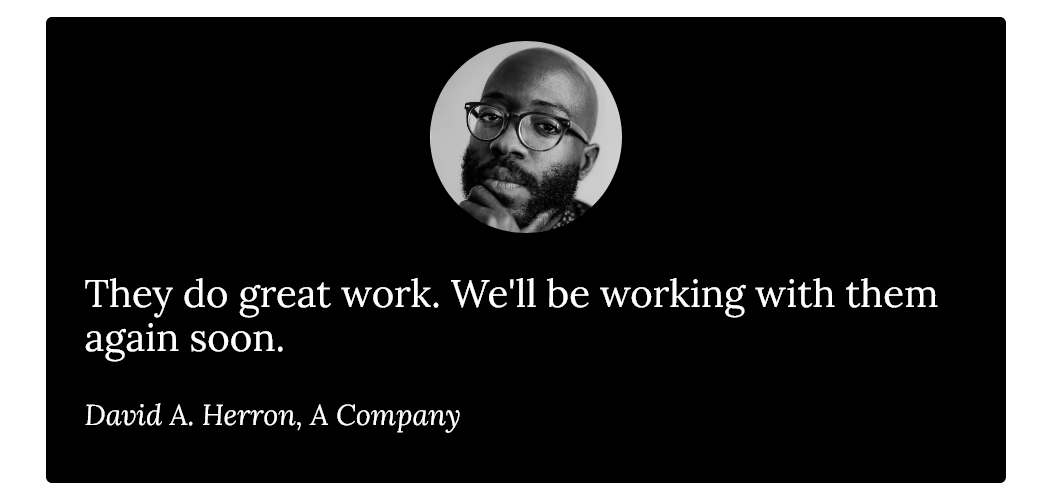 They do great work. We'll be working with them
again soon.
David A. Herron, A Company